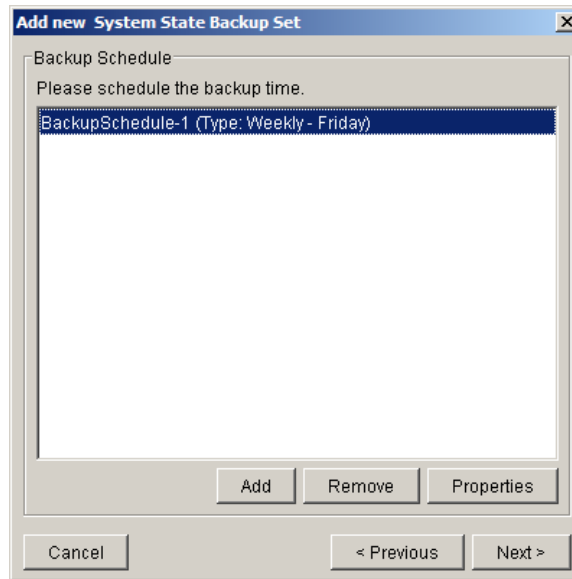 Add new System State Backup Set
Backup Schedule
Please schedule the backup time.
BackupSchedule-1 (Type: Weekly - Friday)
Add Remove Properties
Cancel < Previous Next >